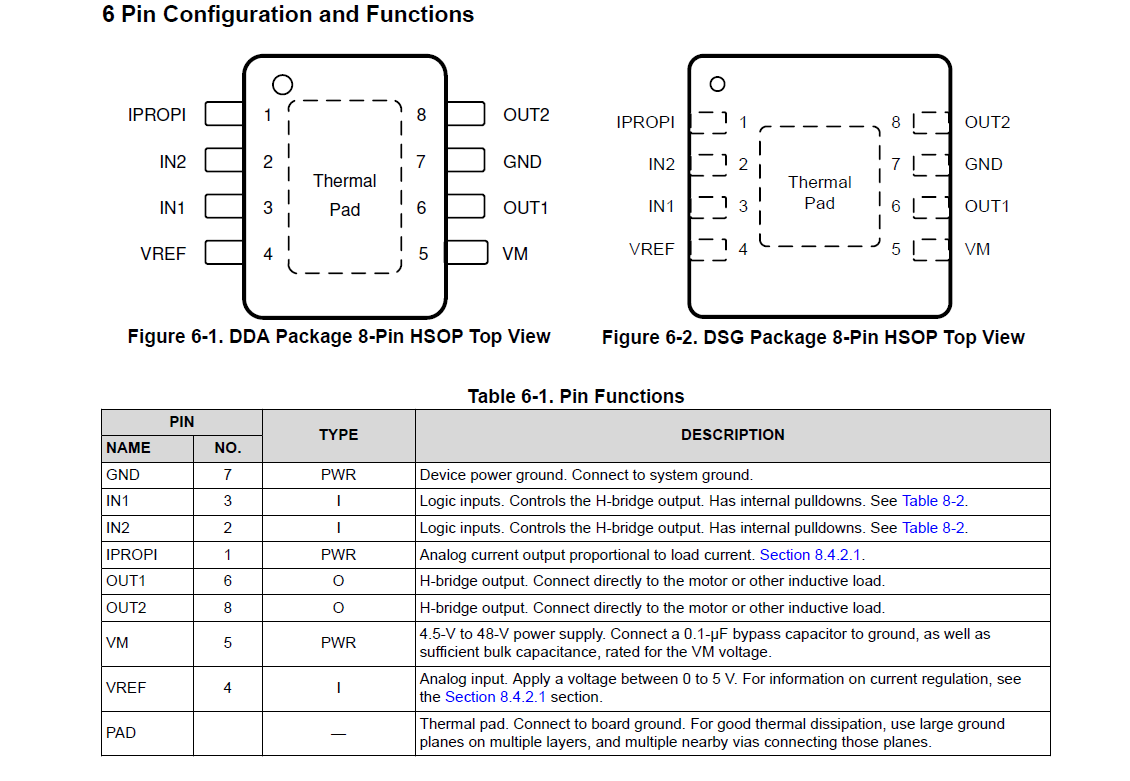 6 Pin Configuration and Functions
IPROPI 1 8 OUT2
IN2 2 7 GND
IN1 3 6 OUT1
VREF 4 5 VM
Thermal
Pad
Figure 6-1. DDA Package 8-Pin HSOP Top View
IPROPI 1 8 OUT2
IN2 2 7 GND
IN1 3 6 OUT1
VREF 4 5 VM
Thermal
Pad
Figure 6-2. DSG Package 8-Pin HSOP Top View
Table 6-1. Pin Functions
PIN TYPE DESCRIPTION
NAME NO.
GND 7 PWR Device power ground. Connect to system ground.
IN1 3 I Logic inputs. Controls the H-bridge output. Has internal pulldowns. See Table 8-2.
IN2 2 I Logic inputs. Controls the H-bridge output. Has internal pulldowns. See Table 8-2.
IPROPI 1 PWR Analog current output proportional to load current. Section 8.4.2.1.
OUT1 6 O H-bridge output. Connect directly to the motor or other inductive load.
OUT2 8 O H-bridge output. Connect directly to the motor or other inductive load.
VM 5 PWR 4.5-V to 48-V power supply. Connect a 0.1-µF bypass capacitor to ground, as well as
sufficient bulk capacitance, rated for the VM voltage.
VREF 4 I Analog input. Apply a voltage between 0 to 5 V. For information on current regulation, see
the Section 8.4.2.1 section.
PAD — Thermal pad. Connect to board ground. For good thermal dissipation, use large ground
planes on multiple layers, and multiple nearby vias connecting those planes.